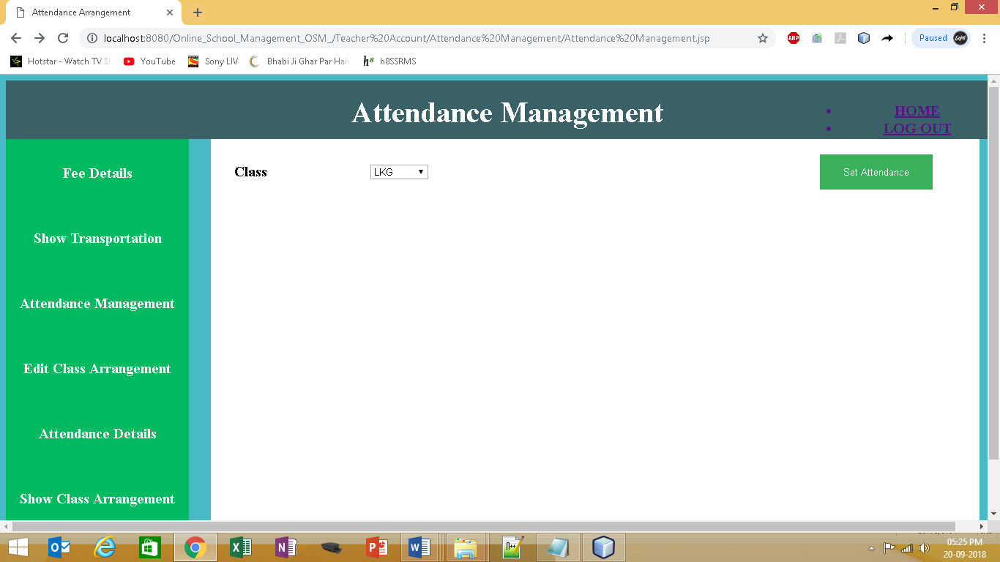 Attendance Arrangement
localhost:8080/Online_School_Management_OSM_/Teacher%20Account/Attendance%20Management/Attendance%20Management.jsp
ABP
Paused
Hotstar - Watch TV
YouTube
Sony LIV
Bhabi Ji Ghar Par Hain
h8SSRMS
Attendance Management
HOME
LOG OUT
Fee Details
Show Transportation
Attendance Management
Edit Class Arrangement
Attendance Details
Show Class Arrangement
Class
LKG
Set Attendance
05:25 PM
20-09-2018